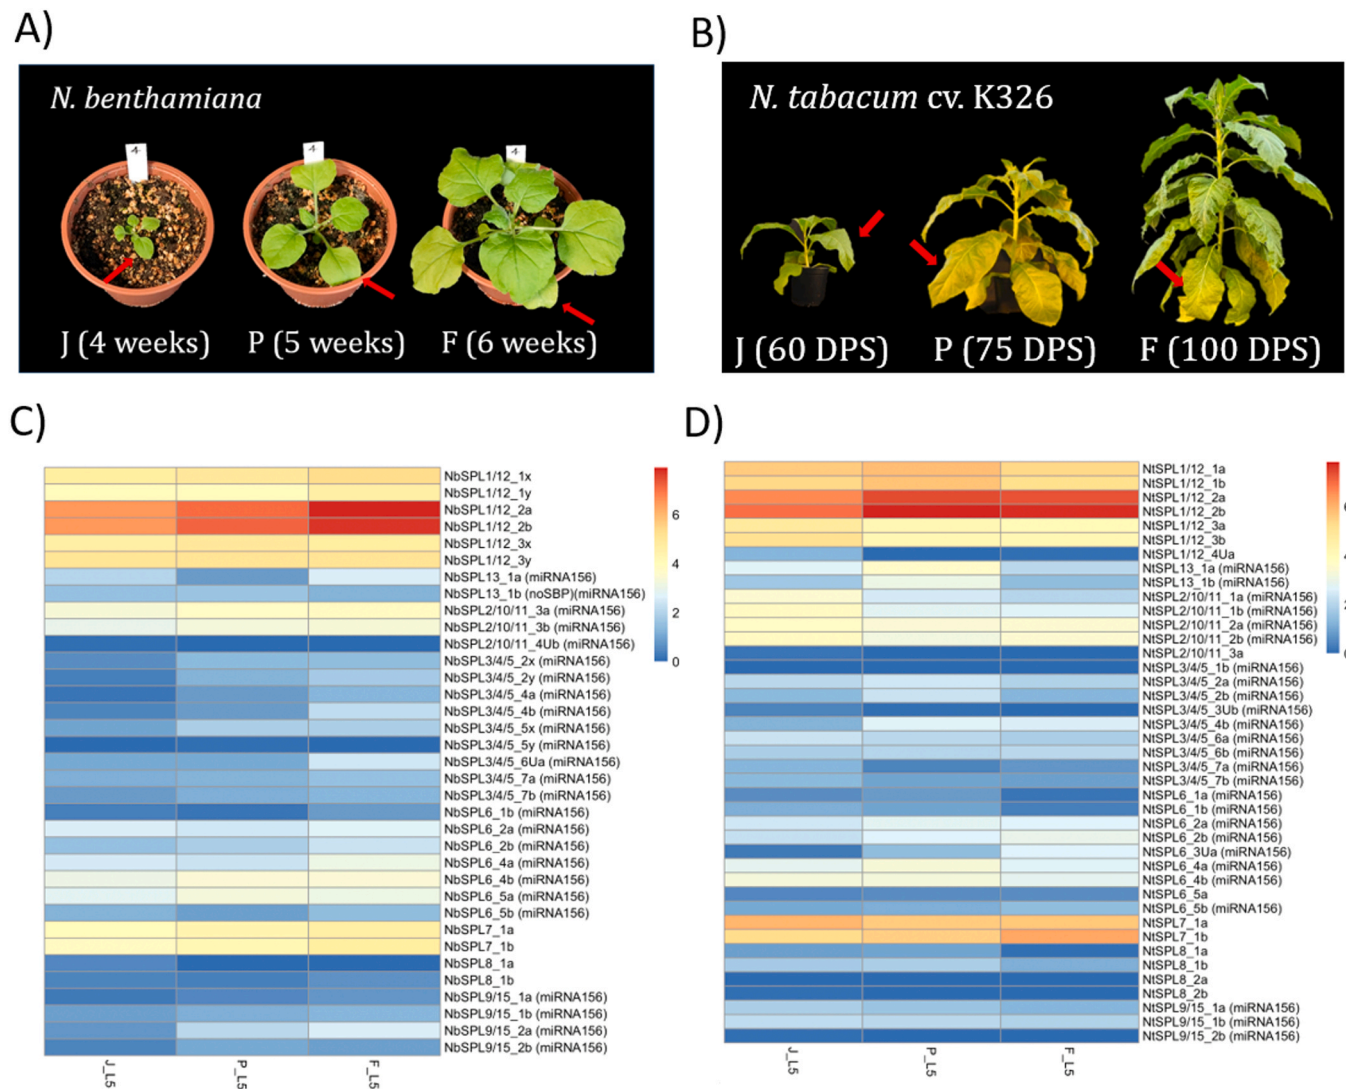 A)
B)
N. benthamiana
4
4
4
J (4 weeks)
P (5 weeks)
F (6 weeks)
N. tabacum cv. K326
J (60 DPS)
P (75 DPS)
F (100 DPS)
C)
NbSPL1/12_1x
NbSPL1/12_1y
NbSPL1/12_2a
NbSPL1/12_2b
NbSPL1/12_3x
NbSPL1/12_3y
NbSPL13_1a (miRNA156)
NbSPL13_1b (noSBP)(miRNA156)
NbSPL2/10/11_3a (miRNA156)
NbSPL2/10/11_3b (miRNA156)
NbSPL2/10/11_4Ub (miRNA156)
NbSPL3/4/5_2x (miRNA156)
NbSPL3/4/5_2y (miRNA156)
NbSPL3/4/5_4a (miRNA156)
NbSPL3/4/5_4b (miRNA156)
NbSPL3/4/5_5x (miRNA156)
NbSPL3/4/5_5y (miRNA156)
NbSPL3/4/5_6Ua (miRNA156)
NbSPL3/4/5_7a (miRNA156)
NbSPL3/4/5_7b (miRNA156)
NbSPL6_1b (miRNA156)
NbSPL6_2a (miRNA156)
NbSPL6_2b (miRNA156)
NbSPL6_4a (miRNA156)
NbSPL6_4b (miRNA156)
NbSPL6_5a (miRNA156)
NbSPL6_5b (miRNA156)
NbSPL7_1a
NbSPL7_1b
NbSPL8_1a
NbSPL8_1b
NbSPL9/15_1a (miRNA156)
NbSPL9/15_1b (miRNA156)
NbSPL9/15_2a (miRNA156)
NbSPL9/15_2b (miRNA156)
J_L5
P_L5
F_L5
6
4
2
0
D)
NtSPL1/12_1a
NtSPL1/12_1b
NtSPL1/12_2a
NtSPL1/12_2b
NtSPL1/12_3a
NtSPL1/12_3b
NtSPL1/12_4Ua
NtSPL13_1a (miRNA156)
NtSPL13_1b (miRNA156)
NtSPL2/10/11_1a (miRNA156)
NtSPL2/10/11_1b (miRNA156)
NtSPL2/10/11_2a (miRNA156)
NtSPL2/10/11_2b (miRNA156)
NtSPL2/10/11_3a
NtSPL3/4/5_1b (miRNA156)
NtSPL3/4/5_2a (miRNA156)
NtSPL3/4/5_2b (miRNA156)
NtSPL3/4/5_3Ub (miRNA156)
NtSPL3/4/5_4b (miRNA156)
NtSPL3/4/5_6a (miRNA156)
NtSPL3/4/5_6b (miRNA156)
NtSPL3/4/5_7a (miRNA156)
NtSPL3/4/5_7b (miRNA156)
NtSPL6_1a (miRNA156)
NtSPL6_1b (miRNA156)
NtSPL6_2a (miRNA156)
NtSPL6_2b (miRNA156)
NtSPL6_3Ua (miRNA156)
NtSPL6_4a (miRNA156)
NtSPL6_4b (miRNA156)
NtSPL6_5a
NtSPL6_5b (miRNA156)
NtSPL7_1a
NtSPL7_1b
NtSPL8_1a
NtSPL8_1b
NtSPL8_2a
NtSPL8_2b
NtSPL9/15_1a (miRNA156)
NtSPL9/15_1b (miRNA156)
NtSPL9/15_2b (miRNA156)
J_L5
P_L5
F_L5